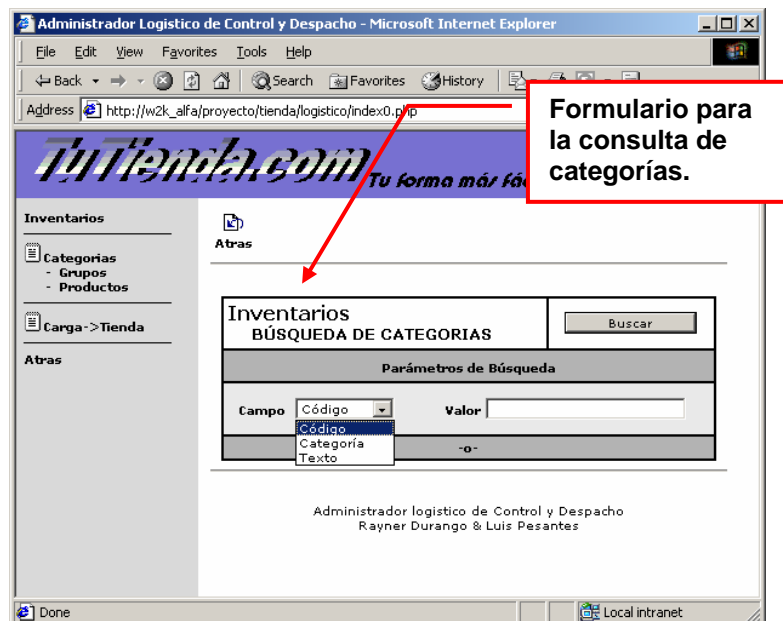 Administrador Logistico de Control y Despacho - Microsoft Internet Explorer
File Edit View Favorites Tools Help
Back Search Favorites History
Address http://w2k_alfa/proyecto/tienda/logistico/index0.php
Formulario para
la consulta de
categorías.
TuTienda.com
Tu forma más
Inventarios
Categorias
- Grupos
- Productos
Carga->Tienda
Atras
Atras
Inventarios
BÚSQUEDA DE CATEGORIAS
Buscar
Parámetros de Búsqueda
Campo Código Valor
Código
Categoría
Texto
-o-
Administrador logistico de Control y Despacho
Rayner Durango & Luis Pesantes
Done Local intranet